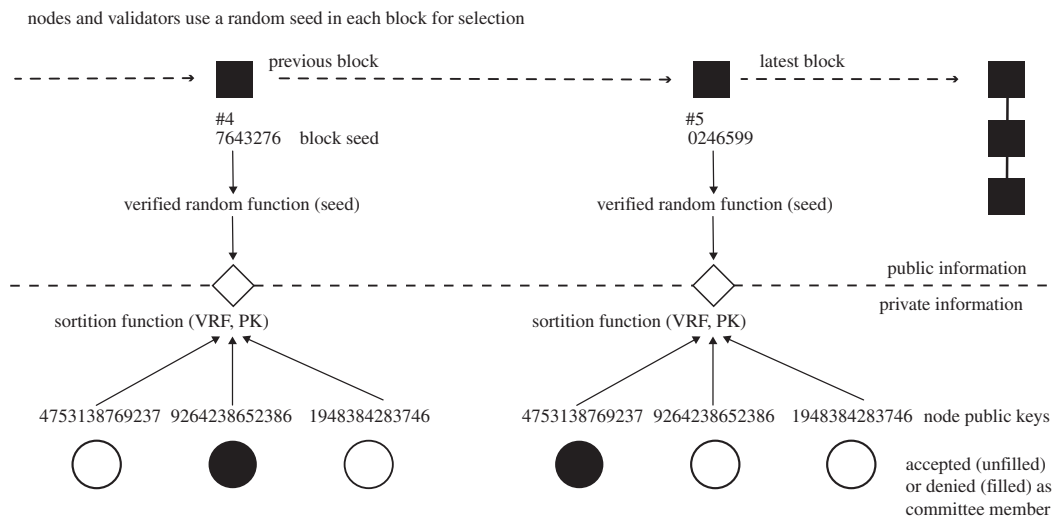 nodes and validators use a random seed in each block for selection
previous block
latest block
#4
7643276 block seed
#5
0246599
verified random function (seed)
verified random function (seed)
public information
private information
sortition function (VRF, PK)
sortition function (VRF, PK)
4753138769237 9264238652386 1948384283746
4753138769237 9264238652386 1948384283746 node public keys
accepted (unfilled)
or denied (filled) as
committee member